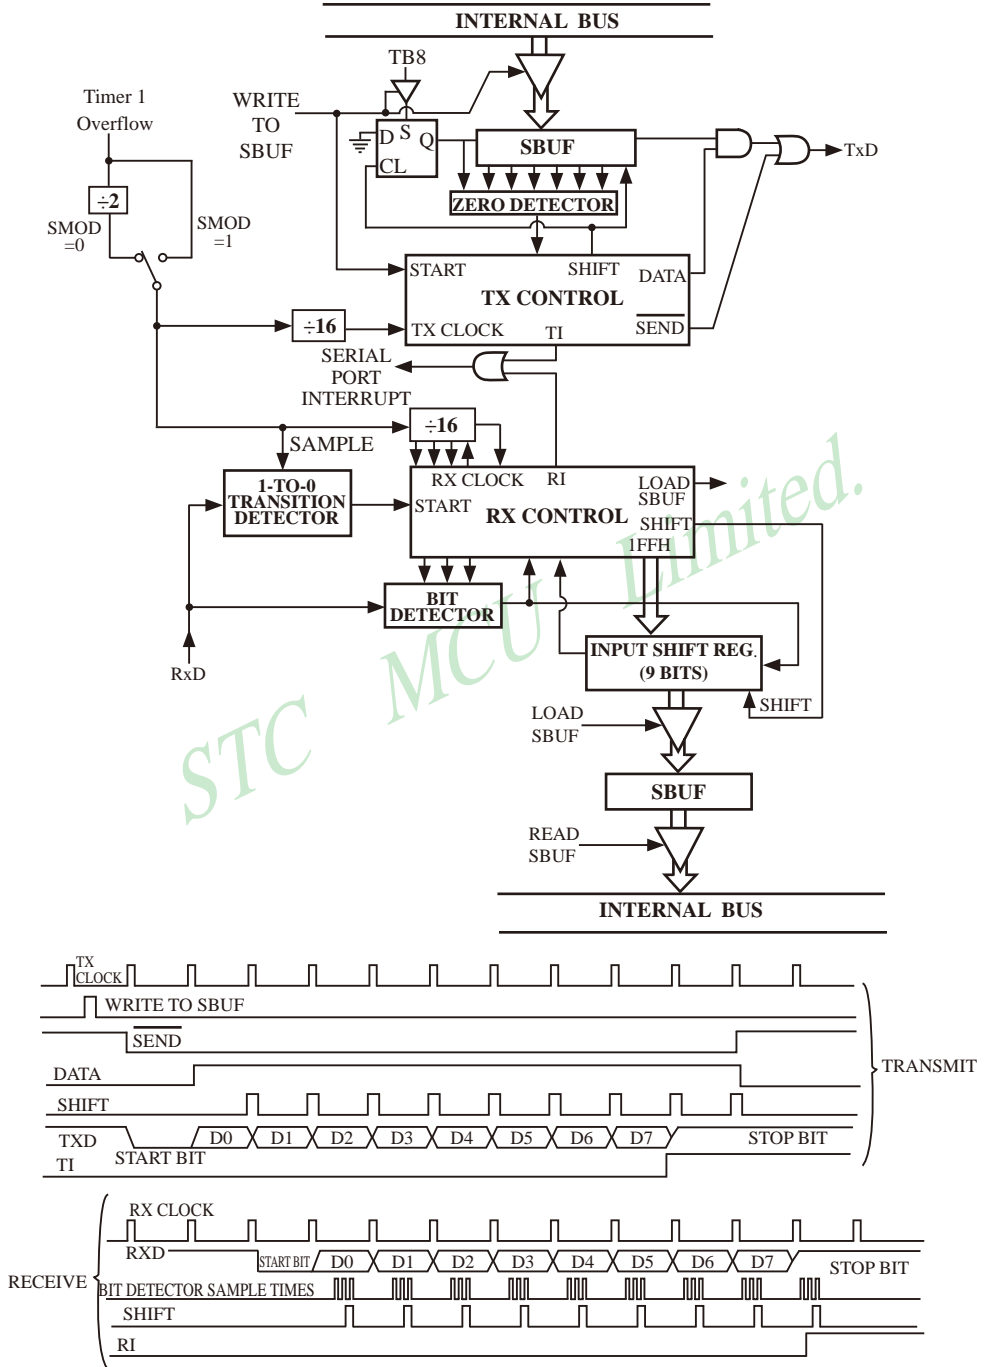 INTERNAL BUS
TB8
Timer 1
Overflow
WRITE
TO
SBUF
D S Q
CL
SBUF
TxD
÷2
ZERO DETECTOR
SMOD
=0
SMOD
=1
START
SHIFT
DATA
TX CONTROL
÷16
TX CLOCK
TI
SEND
SERIAL
PORT
INTERRUPT
÷16
SAMPLE
1-TO-0
TRANSITION
DETECTOR
RX CLOCK
RI
LOAD
SBUF
START
RX CONTROL
SHIFT
1FFH
BIT
DETECTOR
RxD
INPUT SHIFT REG.
(9 BITS)
SHIFT
LOAD
SBUF
SBUF
READ
SBUF
INTERNAL BUS
STC MCU Limited.
TX
CLOCK
WRITE TO SBUF
SEND
DATA
TRANSMIT
SHIFT
TXD
START BIT
D0 D1 D2 D3 D4 D5 D6 D7
STOP BIT
TI
RX CLOCK
RXD
START BIT
D0 D1 D2 D3 D4 D5 D6 D7
STOP BIT
RECEIVE
BIT DETECTOR SAMPLE TIMES
SHIFT
RI